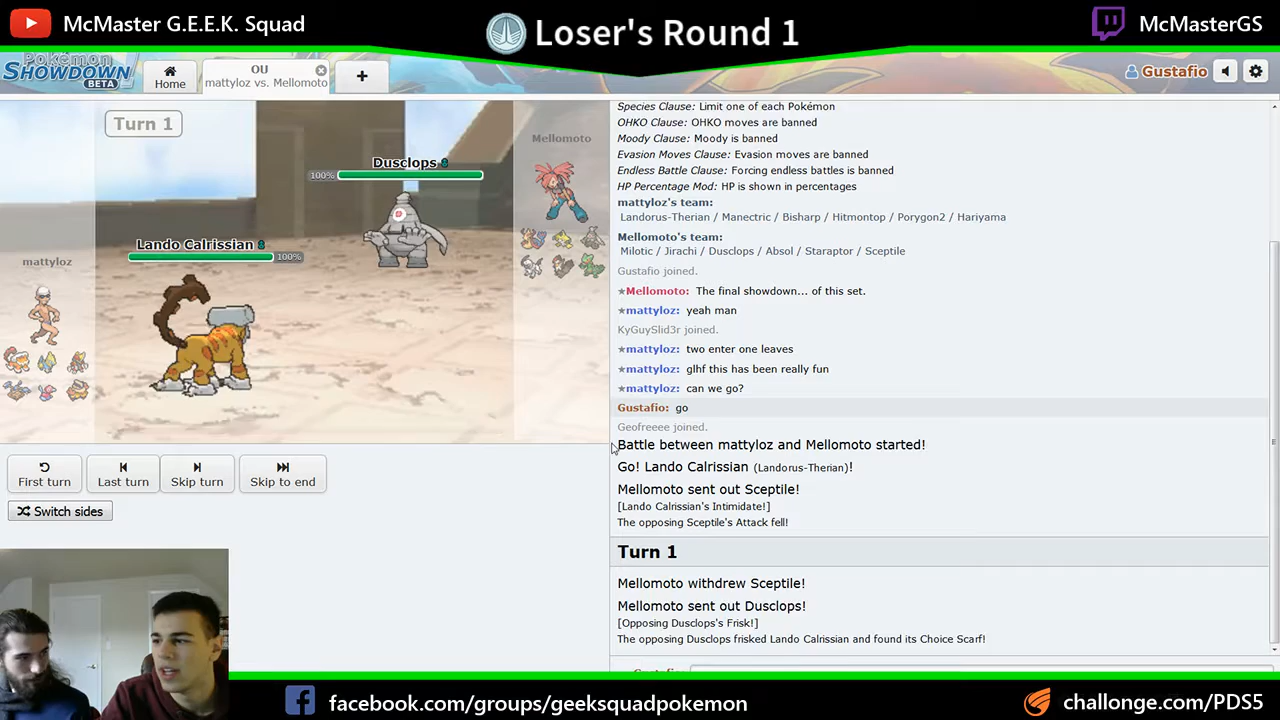 McMaster G.E.E.K. Squad
Loser's Round 1
McMasterGS
Pokémon
SHOWDOWN
BETA
Home
OU
mattyloz vs. Mellomoto
Gustafio
Turn 1
Mellomoto
Dusclops
100%
Lando Calrissian
100%
mattyloz
First turn
Last turn
Skip turn
Skip to end
Switch sides
Species Clause: Limit one of each Pokémon
OHKO Clause: OHKO moves are banned
Moody Clause: Moody is banned
Evasion Moves Clause: Evasion moves are banned
Endless Battle Clause: Forcing endless battles is banned
HP Percentage Mod: HP is shown in percentages
mattyloz's team:
Landorus-Therian / Manectric / Bisharp / Hitmontop / Porygon2 / Hariyama
Mellomoto's team:
Milotic / Jirachi / Dusclops / Absol / Staraptor / Sceptile
Gustafio joined.
★Mellomoto: The final showdown... of this set.
★mattyloz: yeah man
KyGuySlid3r joined.
★mattyloz: two enter one leaves
★mattyloz: glhf this has been really fun
★mattyloz: can we go?
Gustafio: go
Geofreeee joined.
Battle between mattyloz and Mellomoto started!
Go! Lando Calrissian (Landorus-Therian)!
Mellomoto sent out Sceptile!
[Lando Calrissian's Intimidate!]
The opposing Sceptile's Attack fell!
Turn 1
Mellomoto withdrew Sceptile!
Mellomoto sent out Dusclops!
[Opposing Dusclops's Frisk!]
The opposing Dusclops frisked Lando Calrissian and found its Choice Scarf!
facebook.com/groups/geeksquadpokemon
challonge.com/PDS5